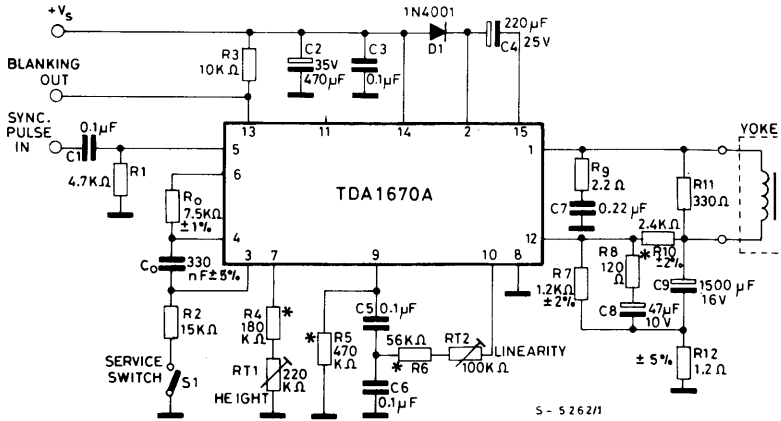 +Vs
BLANKING
OUT
SYNC.
PULSE
IN
0.1µF
C1
4.7KΩ
R1
R3
10KΩ
C2
35V
470µF
C3
0.1µF
1N4001
D1
220µF
C4
25V
13
11
14
2
15
5
6
4
3
7
9
10
8
1
12
TDA1670A
Ro
7.5KΩ
±1%
Co
330
nF±5%
R2
15KΩ
SERVICE
SWITCH
S1
R4 *
180
KΩ
RT1
220
KΩ
HEIGHT
* R5
470
KΩ
C5
0.1µF
C6
0.1µF
56KΩ
* R6
RT2
100KΩ
LINEARITY
R9
2.2Ω
C7
0.22µF
R7
1.2KΩ
±2%
R8 *
120
Ω
C8
47µF
10V
2.4KΩ
R10
±2%
R11
330Ω
C9
1500µF
16V
±5%
R12
1.2Ω
YOKE
S-5262/1